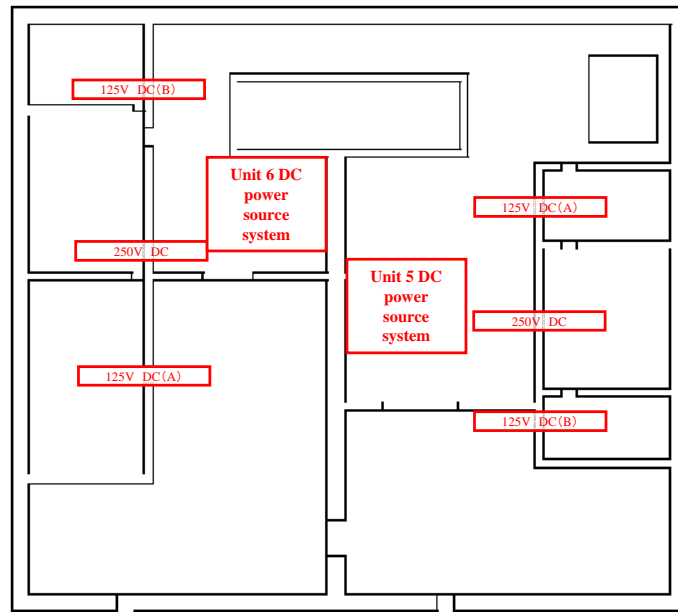 125V DC(B)
Unit 6 DC
power
source
system
125V DC(A)
250V DC
Unit 5 DC
power
source
system
250V DC
125V DC(A)
125V DC(B)